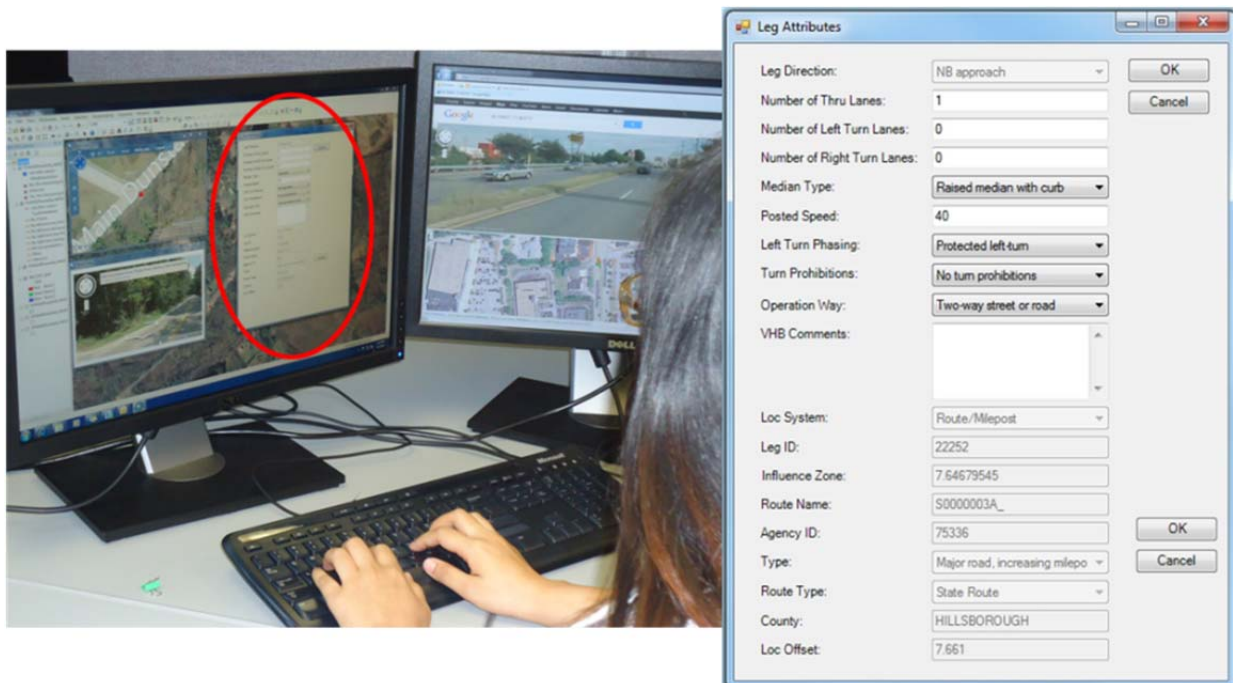 Main Dunst
Google
DELL
Leg Attributes
Leg Direction: NB approach OK
Number of Thru Lanes: 1 Cancel
Number of Left Turn Lanes: 0
Number of Right Turn Lanes: 0
Median Type: Raised median with curb
Posted Speed: 40
Left Turn Phasing: Protected left-turn
Turn Prohibitions: No turn prohibitions
Operation Way: Two-way street or road
VHB Comments:
Loc System: Route/Milepost
Leg ID: 22252
Influence Zone: 7.64679545
Route Name: S0000003A_
Agency ID: 75336 OK
Type: Major road, increasing milepo Cancel
Route Type: State Route
County: HILLSBOROUGH
Loc Offset: 7.661